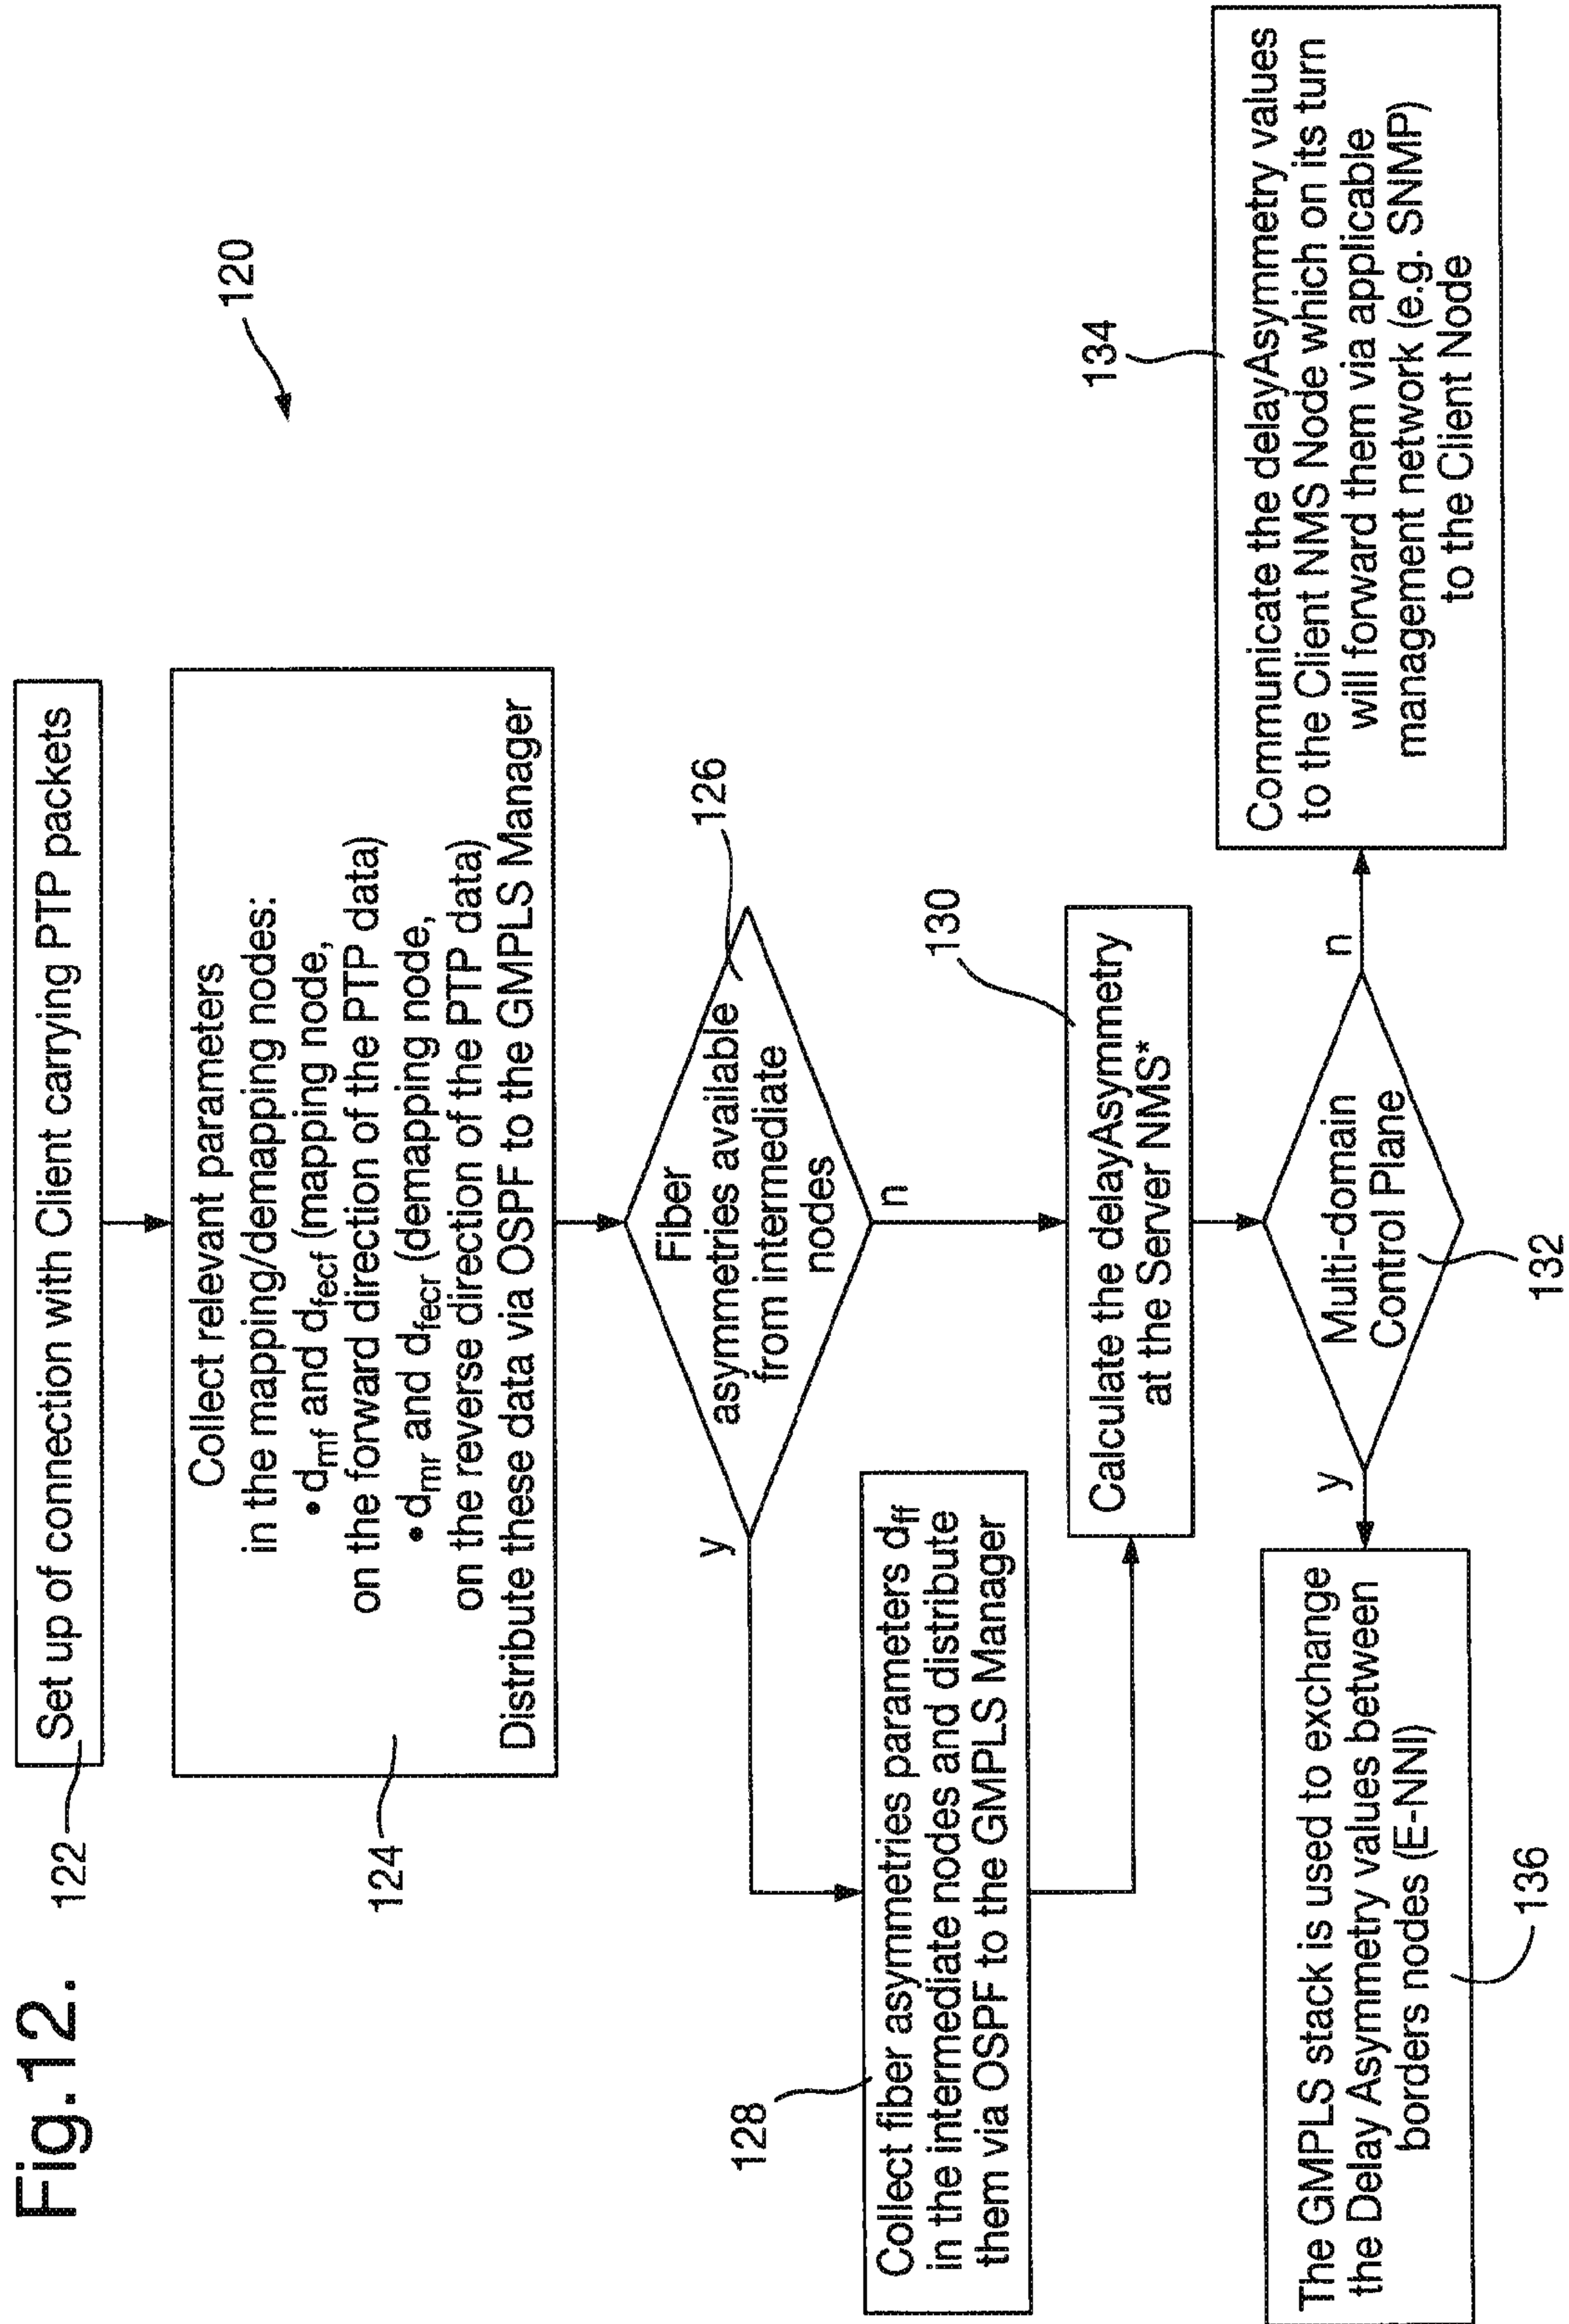 Fig.12.
122
Set up of connection with Client carrying PTP packets
120
124
Collect relevant parameters
in the mapping/demapping nodes:
•dmf and dfecf (mapping node,
on the forward direction of the PTP data)
•dmr and dfecr (demapping node,
on the reverse direction of the PTP data)
Distribute these data via OSPF to the GMPLS Manager
126
Fiber
asymmetries available
from intermediate
nodes
y
n
128
Collect fiber asymmetries parameters dff
in the intermediate nodes and distribute
them via OSPF to the GMPLS Manager
130
Calculate the delayAsymmetry
at the Server NMS*
Multi-domain
Control Plane
132
y
n
134
Communicate the delayAsymmetry values
to the Client NMS Node which on its turn
will forward them via applicable
management network (e.g. SNMP)
to the Client Node
The GMPLS stack is used to exchange
the Delay Asymmetry values between
borders nodes (E-NNI)
136